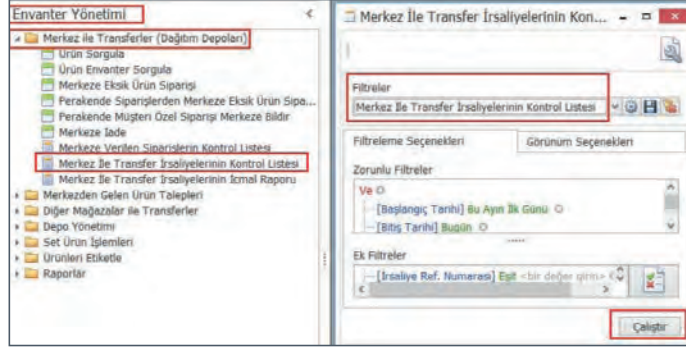 Envanter Yönetimi
Merkez ile Transferler (Dağıtım Depoları)
Ürün Sorgula
Ürün Envanter Sorgula
Merkeze Eksik Ürün Siparişi
Perakende Siparişlerden Merkeze Eksik Ürün Sipa...
Perakende Müşteri Özel Siparişi Merkeze Bildir
Merkeze İade
Merkeze Verilen Siparişlerin Kontrol Listesi
Merkez İle Transfer İrsaliyelerinin Kontrol Listesi
Merkez İle Transfer İrsaliyelerinin İcmal Raporu
Merkezden Gelen Ürün Talepleri
Diğer Mağazalar ile Transferler
Depo Yönetimi
Set Ürün İşlemleri
Ürünleri Etiketle
Raporlar
Merkez İle Transfer İrsaliyelerinin Kon...
Filtreler
Merkez İle Transfer İrsaliyelerinin Kontrol Listesi
Filtreleme Seçenekleri
Görünüm Seçenekleri
Zorunlu Filtreler
Ve
[Başlangıç Tarihi] Bu Ayın İlk Günü
[Bitiş Tarihi] Bugün
Ek Filtreler
[İrsaliye Ref. Numarası] Eşit <bir değer girin>
Çalıştır